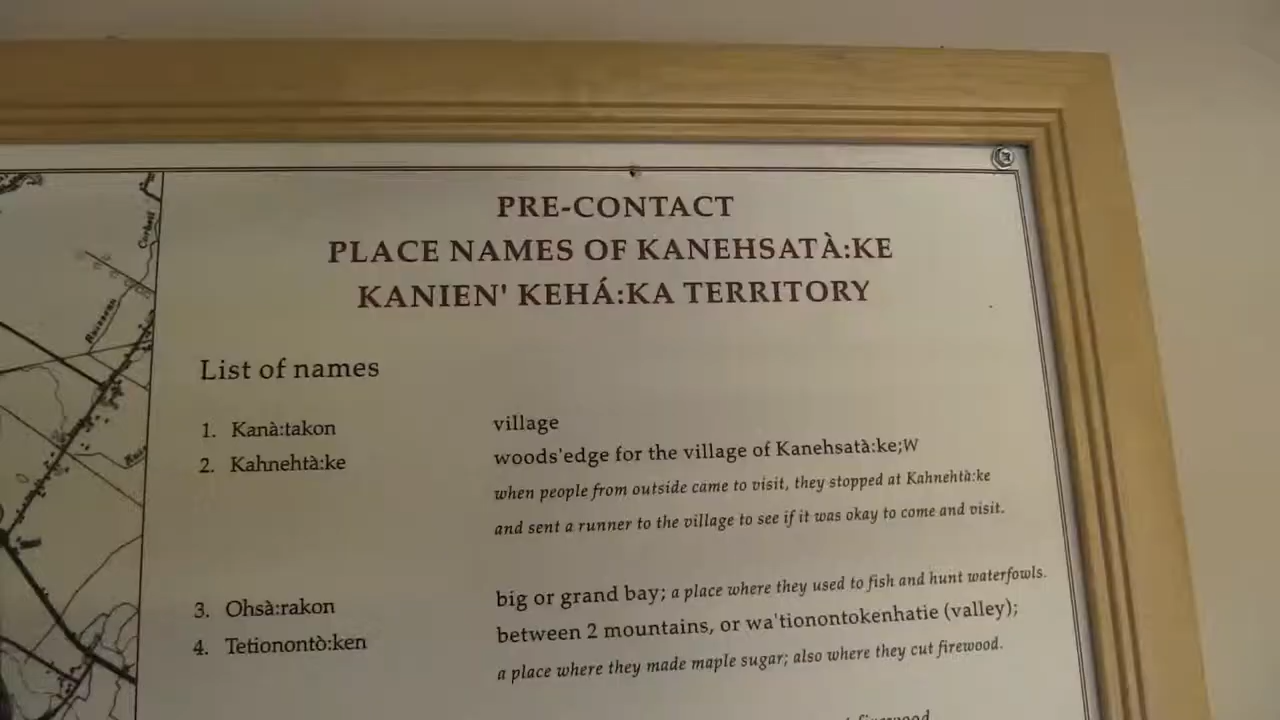 PRE-CONTACT
PLACE NAMES OF KANEHSATÀ:KE
KANIEN' KEHÁ:KA TERRITORY
List of names
1. Kanà:takon village
2. Kahnehtà:ke woods'edge for the village of Kanehsatà:ke;W
when people from outside came to visit, they stopped at Kahnehtà:ke
and sent a runner to the village to see if it was okay to come and visit.
3. Ohsà:rakon big or grand bay; a place where they used to fish and hunt waterfowls.
4. Tetionontò:ken between 2 mountains, or wa'tionontokenhatie (valley);
a place where they made maple sugar; also where they cut firewood.
firewood